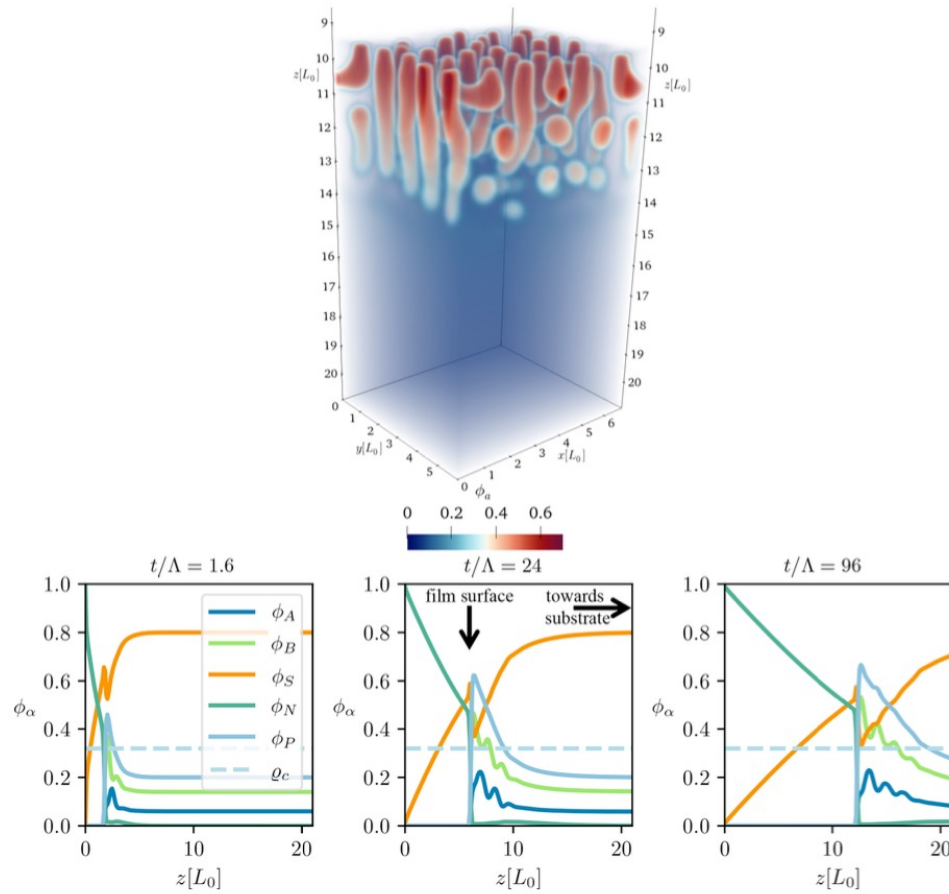 9
10
z[L₀]
11
12
13
14
15
16
17
18
19
20
9
10
z[L₀]
11
12
13
14
15
16
17
18
19
20
0
1
2
y[L₀]
3
4
5
0
1
2
x[L₀]
3
4
5
6
ϕₐ
0 0.2 0.4 0.6
t/Λ = 1.6
1.0
0.8
0.6
ϕ_α
0.4
0.2
0.0
0 10 20
z[L₀]
ϕ_A
ϕ_B
ϕ_S
ϕ_N
ϕ_P
ϱ_c
t/Λ = 24
film surface
towards
substrate
1.0
0.8
0.6
ϕ_α
0.4
0.2
0.0
0 10 20
z[L₀]
t/Λ = 96
1.0
0.8
0.6
ϕ_α
0.4
0.2
0.0
0 10 20
z[L₀]